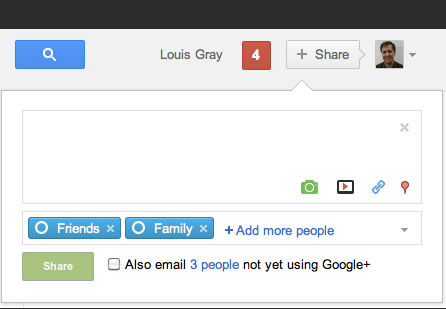 Louis Gray 4 + Share
Friends × Family × + Add more people
Share Also email 3 people not yet using Google+